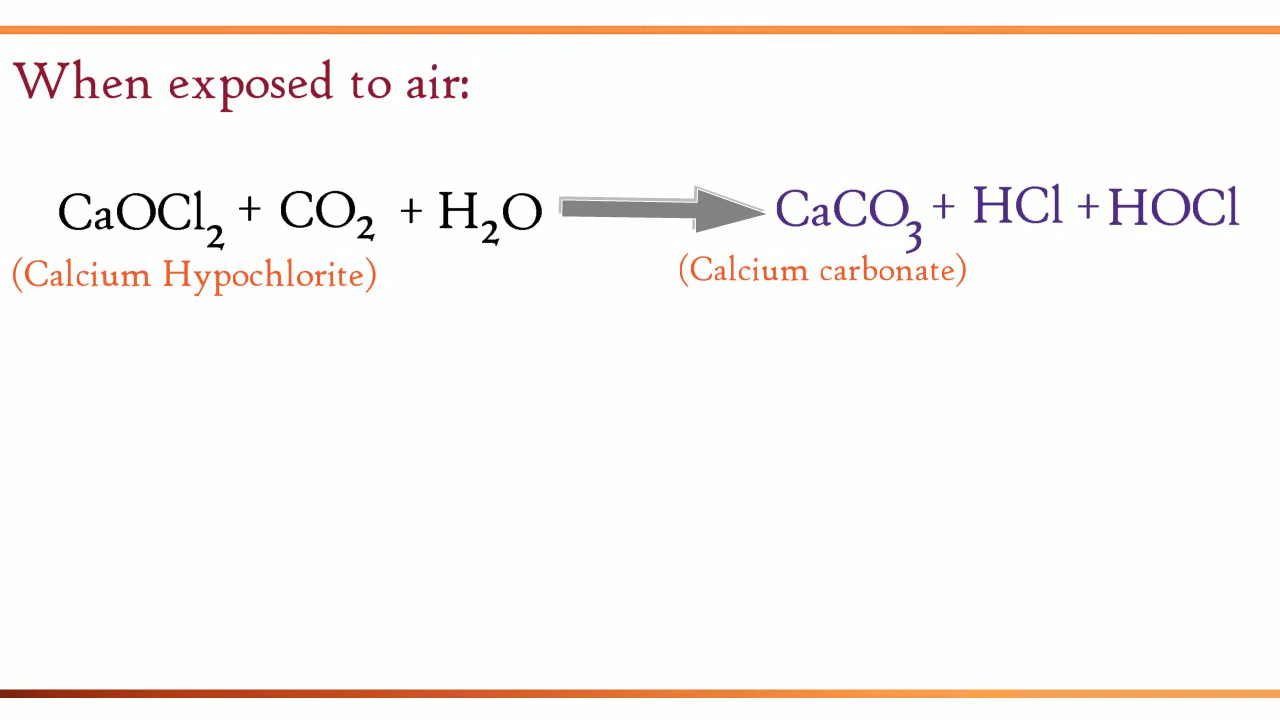 When exposed to air:
CaOCl₂ + CO₂ + H₂O CaCO₃ + HCl + HOCl
(Calcium Hypochlorite) (Calcium carbonate)